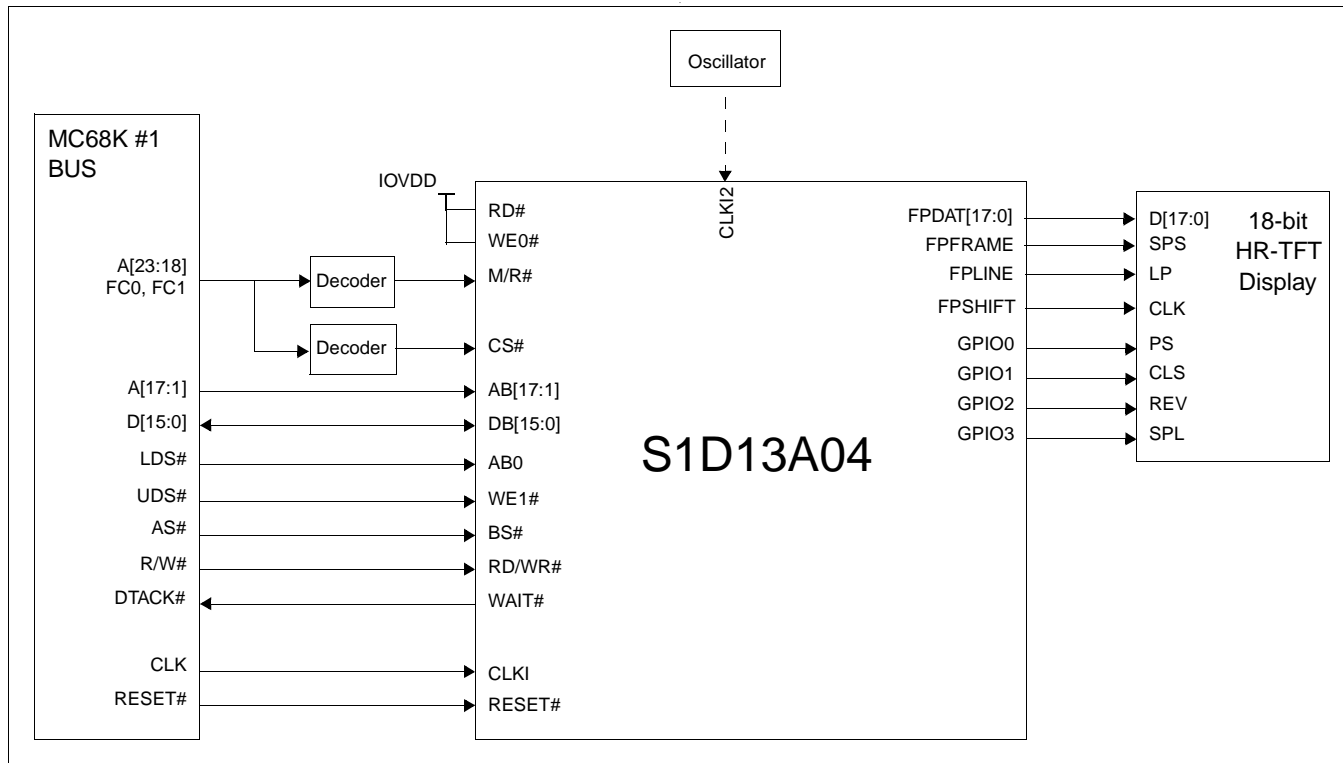 Oscillator
MC68K #1
BUS
IOVDD
RD#
WE0#
A[23:18]
FC0, FC1
Decoder
M/R#
Decoder
CS#
A[17:1]
AB[17:1]
D[15:0]
DB[15:0]
LDS#
AB0
UDS#
WE1#
AS#
BS#
R/W#
RD/WR#
DTACK#
WAIT#
CLK
CLKI
RESET#
RESET#
CLKI2
S1D13A04
FPDAT[17:0]
FPFRAME
FPLINE
FPSHIFT
GPIO0
GPIO1
GPIO2
GPIO3
D[17:0]
SPS
LP
CLK
PS
CLS
REV
SPL
18-bit
HR-TFT
Display